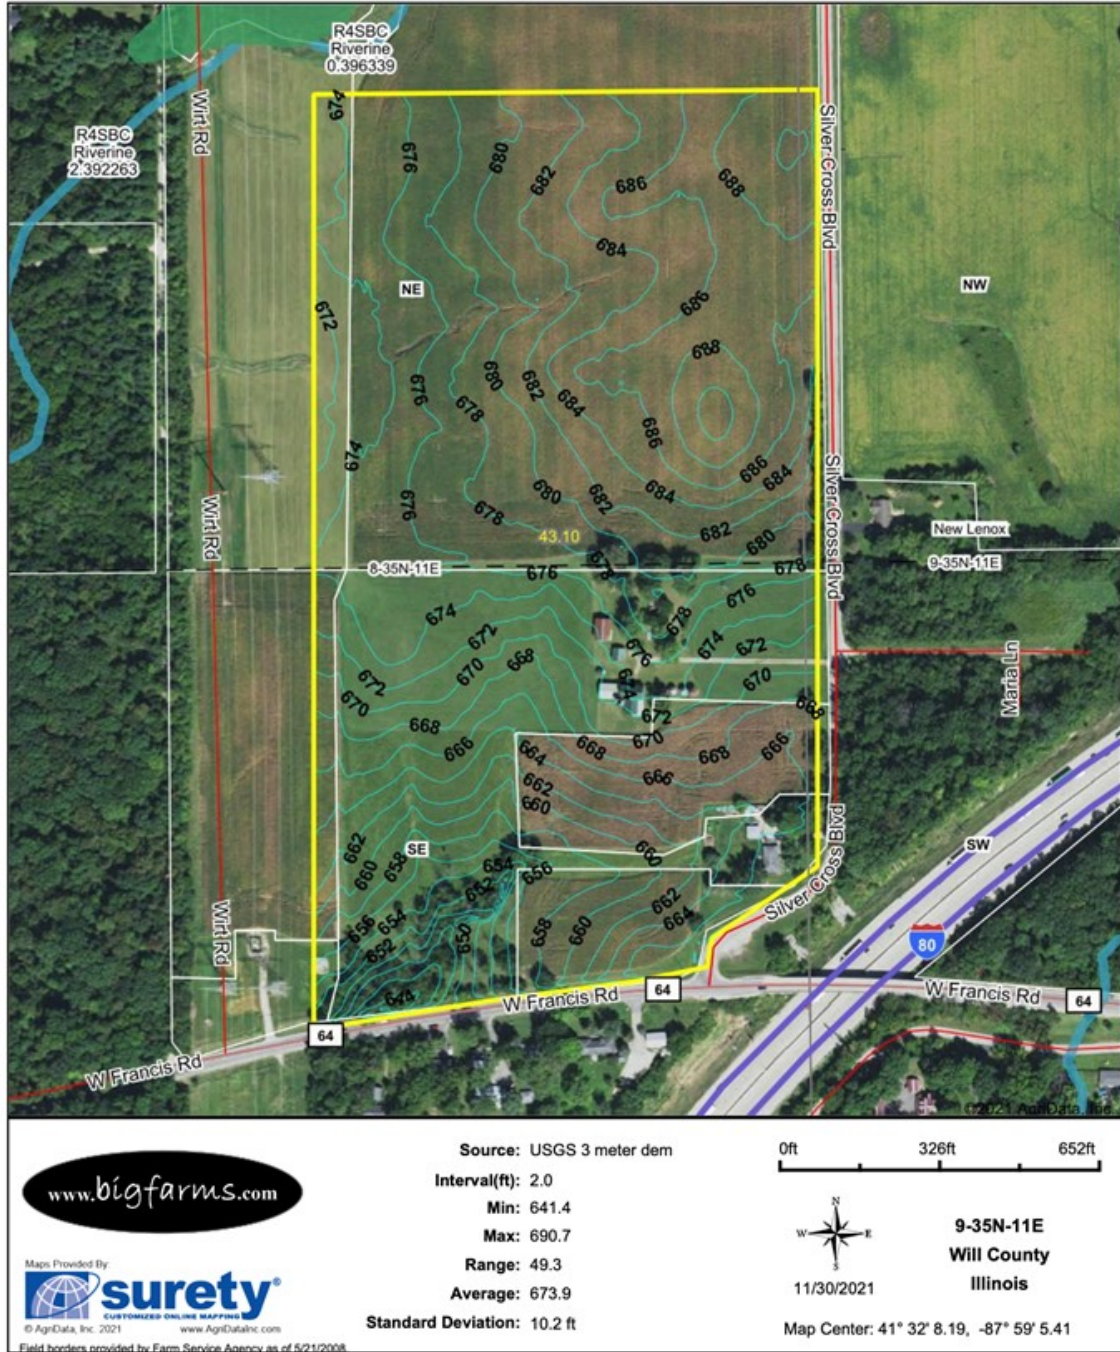 R4SBC
Riverine
0.396339
R4SBC
Riverine
2.392263
Wirt Rd
Silver Cross Blvd
674
676
680
682
686
688
684
NE
NW
672
686
688
680
682
676
678
684
686
674
686
684
676
678
680
682
684
682
680
43.10
New Lenox
8-35N-11E
676
678
678
9-35N-11E
Wirt Rd
Silver Cross Blvd
674
672
670
668
676
678
674
672
676
674
670
672
670
668
666
672
670
668
668
668
666
664
662
660
666
Maria Ln
662
660
658
SE
654
652
656
660
SW
Silver Cross Blvd
656
654
652
650
658
660
662
664
644
Wirt Rd
80
W Francis Rd
64
W Francis Rd
64
64
W Francis Rd
©2021 AgriData, Inc.
www.bigfarms.com
Source: USGS 3 meter dem
Interval(ft): 2.0
Min: 641.4
Max: 690.7
Range: 49.3
Average: 673.9
Standard Deviation: 10.2 ft
0ft 326ft 652ft
N
W E
S
11/30/2021
9-35N-11E
Will County
Illinois
Map Center: 41° 32' 8.19, -87° 59' 5.41
Maps Provided By:
surety®
CUSTOMIZED ONLINE MAPPING
© AgriData, Inc. 2021 www.AgriDataInc.com
Field borders provided by Farm Service Agency as of 5/21/2008.